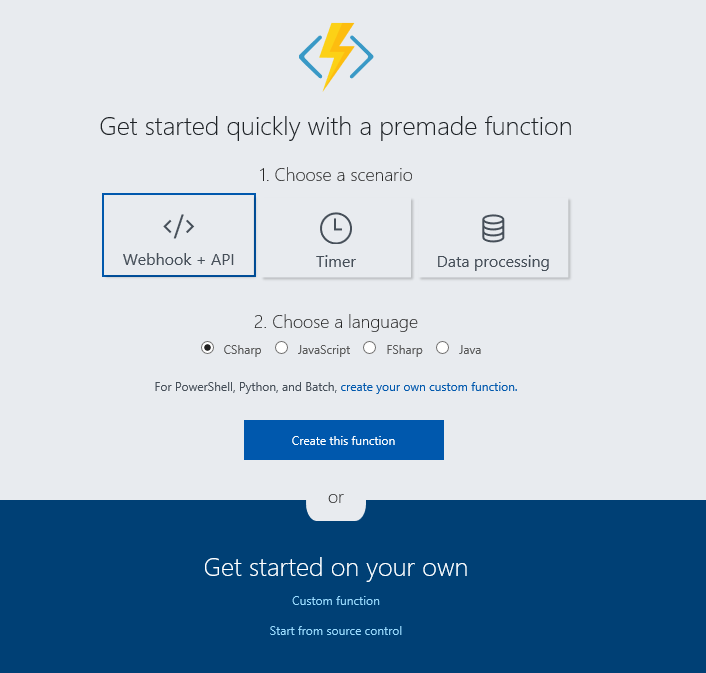 Get started quickly with a premade function
1. Choose a scenario
Webhook + API
Timer
Data processing
2. Choose a language
CSharp JavaScript FSharp Java
For PowerShell, Python, and Batch, create your own custom function.
Create this function
or
Get started on your own
Custom function
Start from source control